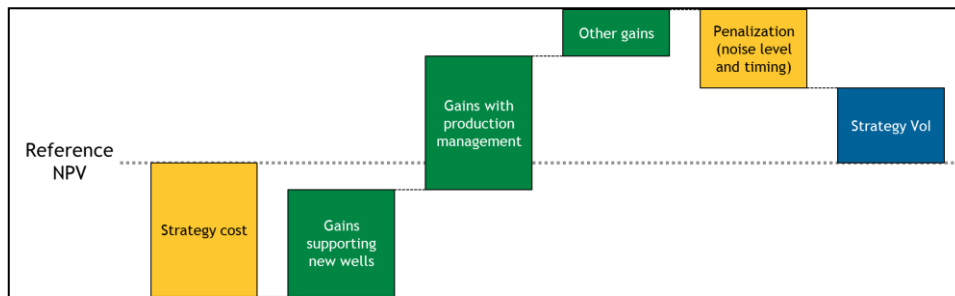 Reference
NPV
Strategy cost
Gains
supporting
new wells
Gains with
production
management
Other gains
Penalization
(noise level
and timing)
Strategy Vol